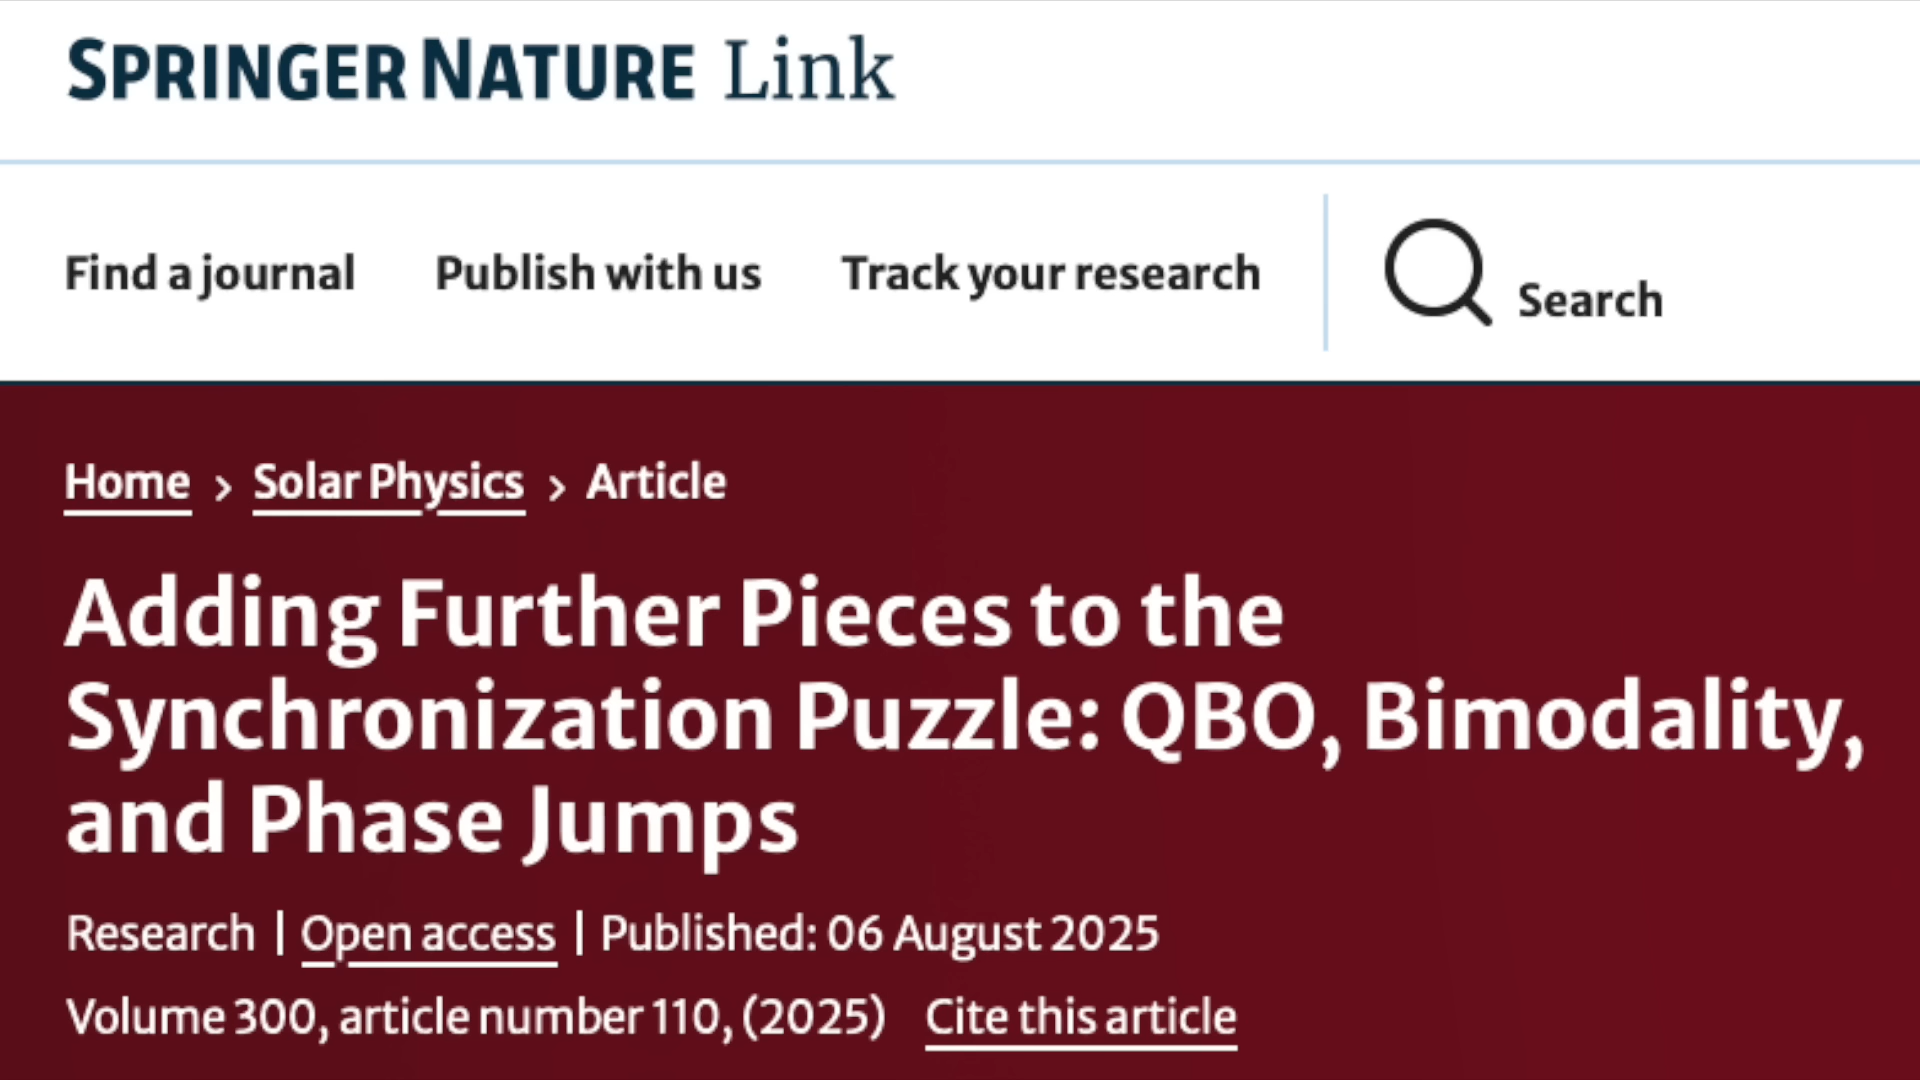 SPRINGER NATURE Link
Find a journal Publish with us Track your research Search
Home > Solar Physics > Article
Adding Further Pieces to the
Synchronization Puzzle: QBO, Bimodality,
and Phase Jumps
Research | Open access | Published: 06 August 2025
Volume 300, article number 110, (2025) Cite this article